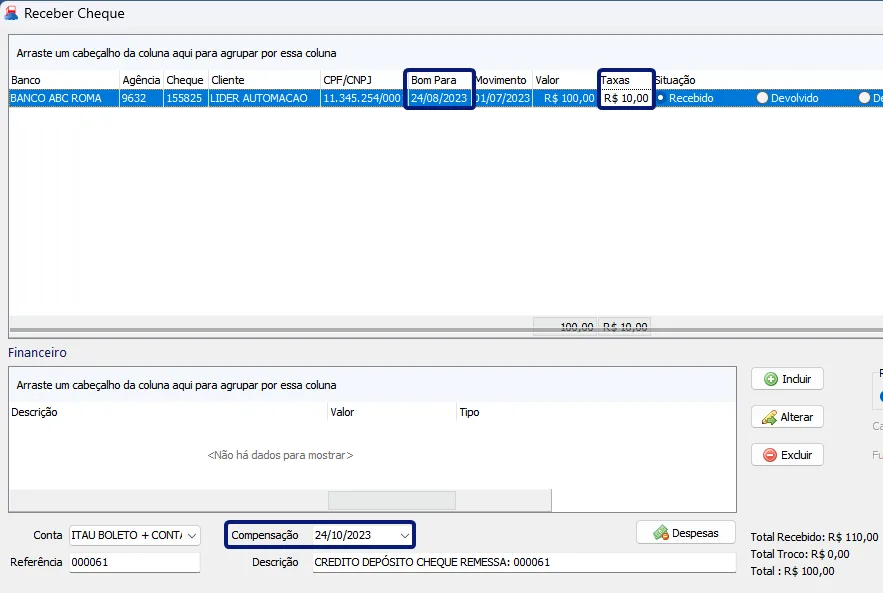 Receber Cheque
Arraste um cabeçalho da coluna aqui para agrupar por essa coluna
Banco Agência Cheque Cliente CPF/CNPJ Bom Para Movimento Valor Taxas Situação
BANCO ABC ROMA 9632 155825 LIDER AUTOMACAO 11.345.254/000 24/08/2023 01/07/2023 R$ 100,00 R$ 10,00 Recebido Devolvido
100,00 R$ 10,00
Financeiro
Arraste um cabeçalho da coluna aqui para agrupar por essa coluna
Incluir
Descrição Valor Tipo
Alterar
<Não há dados para mostrar>
Excluir
Conta ITAU BOLETO + CONTA Compensação 24/10/2023 Despesas
Total Recebido: R$ 110,00
Total Troco: R$ 0,00
Referência 000061 Descrição CREDITO DEPÓSITO CHEQUE REMESSA: 000061
Total : R$ 100,00